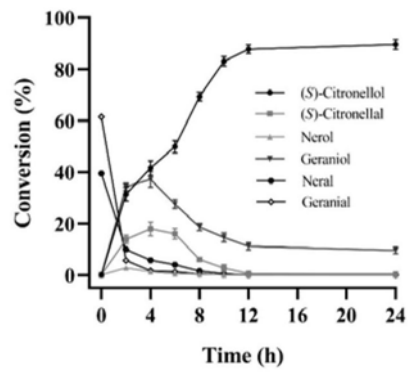 100
80
60
40
20
0
Conversion (%)
(S)-Citronellol
(S)-Citronellal
Nerol
Geraniol
Neral
Geranial
0 4 8 12 16 20 24
Time (h)